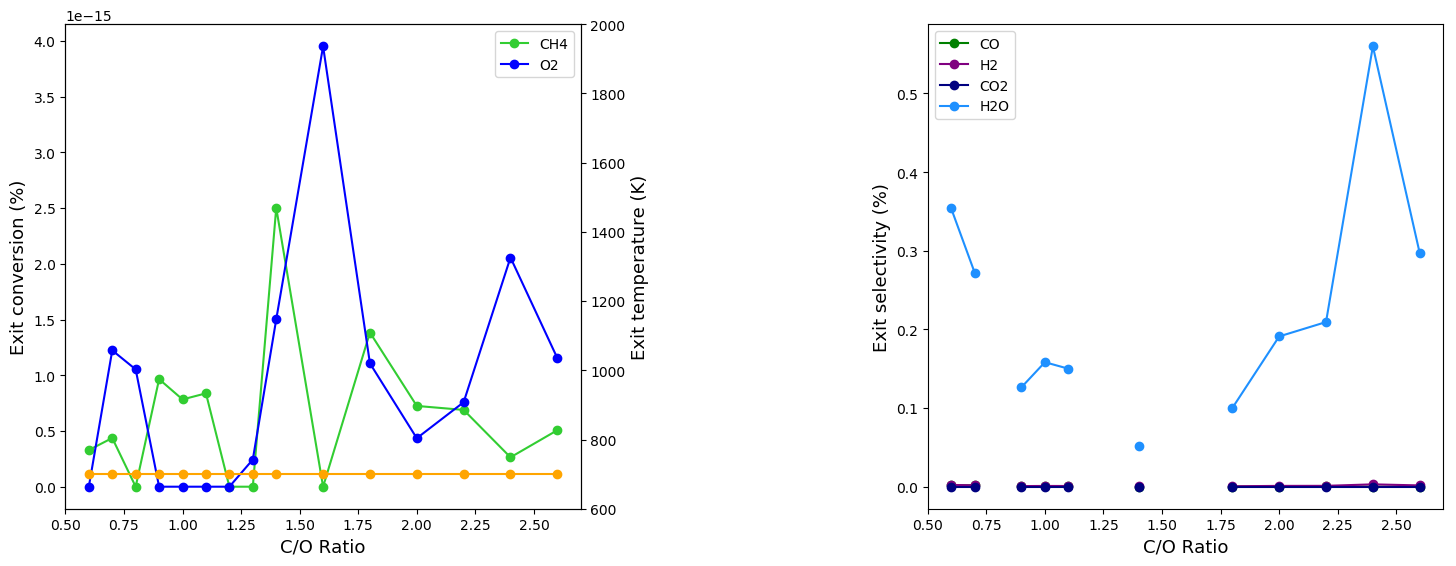 1e−15
4.0
3.5
3.0
2.5
2.0
1.5
1.0
0.5
0.0
Exit conversion (%)
0.50 0.75 1.00 1.25 1.50 1.75 2.00 2.25 2.50
C/O Ratio
CH4
O2
2000
1800
1600
1400
1200
1000
800
600
Exit temperature (K)
0.5
0.4
0.3
0.2
0.1
0.0
Exit selectivity (%)
CO
H2
CO2
H2O
0.50 0.75 1.00 1.25 1.50 1.75 2.00 2.25 2.50
C/O Ratio